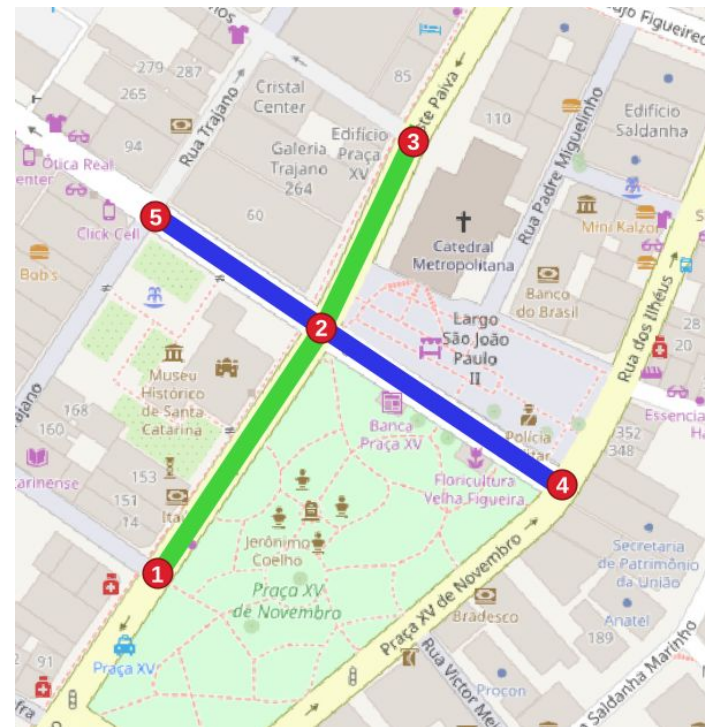 279
287
265
94
Rua Trajano →
Cristal
Center
Galeria
Trajano
264
60
85
Edifício
Praça
XV
110
Rua Padre Miguelinho
Edifício
Saldanha
3
Ótica Real
Click Cell
5
Bob's
Catedral
Metropolitana
Mini Kalzone
Banco
do Brasil
Rua dos Ilhéus →
28
20
2
Largo
São João
Paulo
II
Museu
Histórico
de Santa
Catarina
Banca
Praça XV
168
160
153
151
14
Floricultura
Velha Figueira
4
352
348
Jerônimo
Coelho
1
Praça XV
de Novembro
Praça XV de Novembro →
Secretaria
de Patrimônio
da União
Anatel
189
Bradesco
Praça XV
91
Procon
Saldanha Marinho